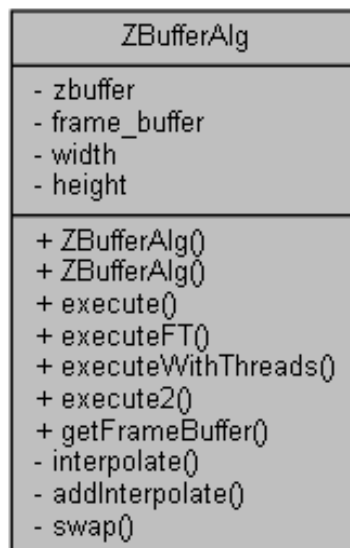 ZBufferAlg
- zbuffer
- frame_buffer
- width
- height
+ ZBufferAlg()
+ ZBufferAlg()
+ execute()
+ executeFT()
+ executeWithThreads()
+ execute2()
+ getFrameBuffer()
- interpolate()
- addInterpolate()
- swap()